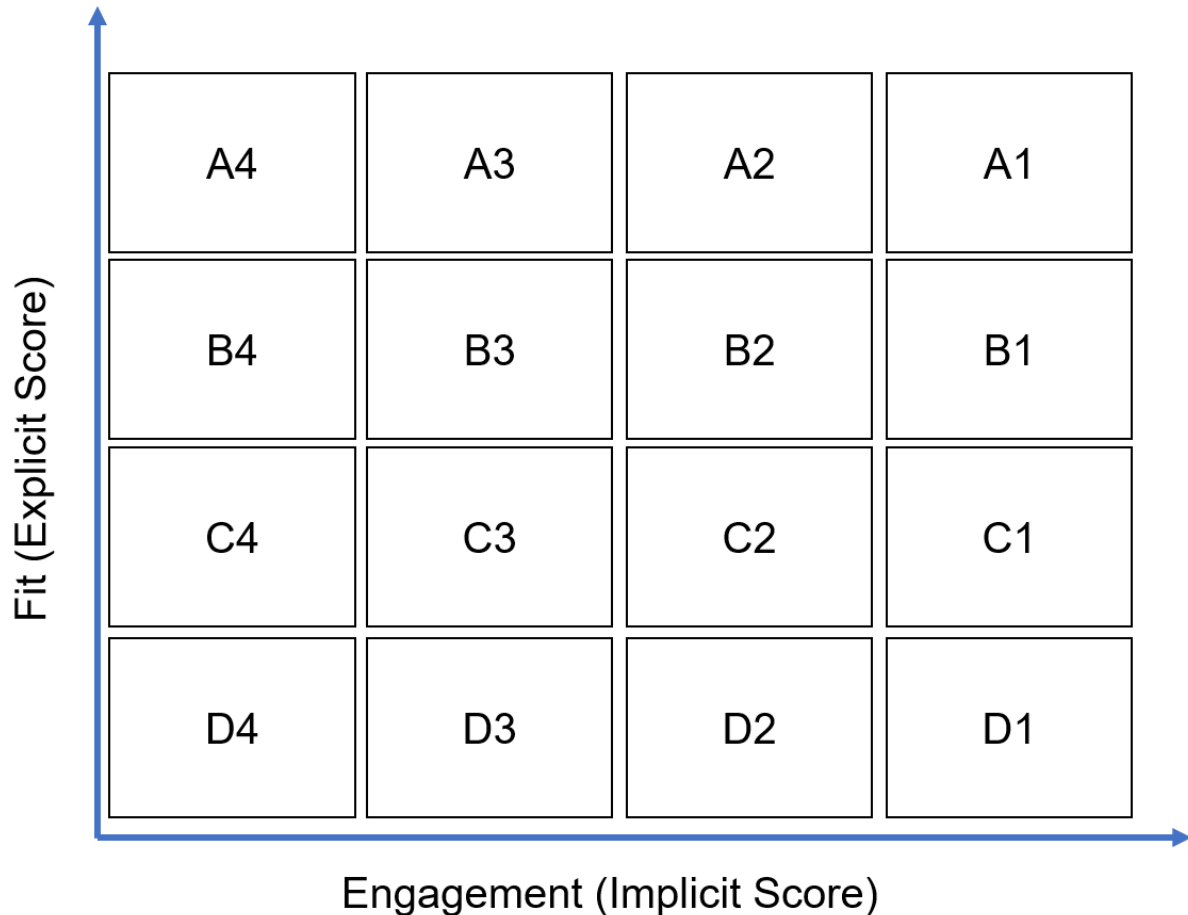 Fit (Explicit Score)
A4 A3 A2 A1
B4 B3 B2 B1
C4 C3 C2 C1
D4 D3 D2 D1
Engagement (Implicit Score)